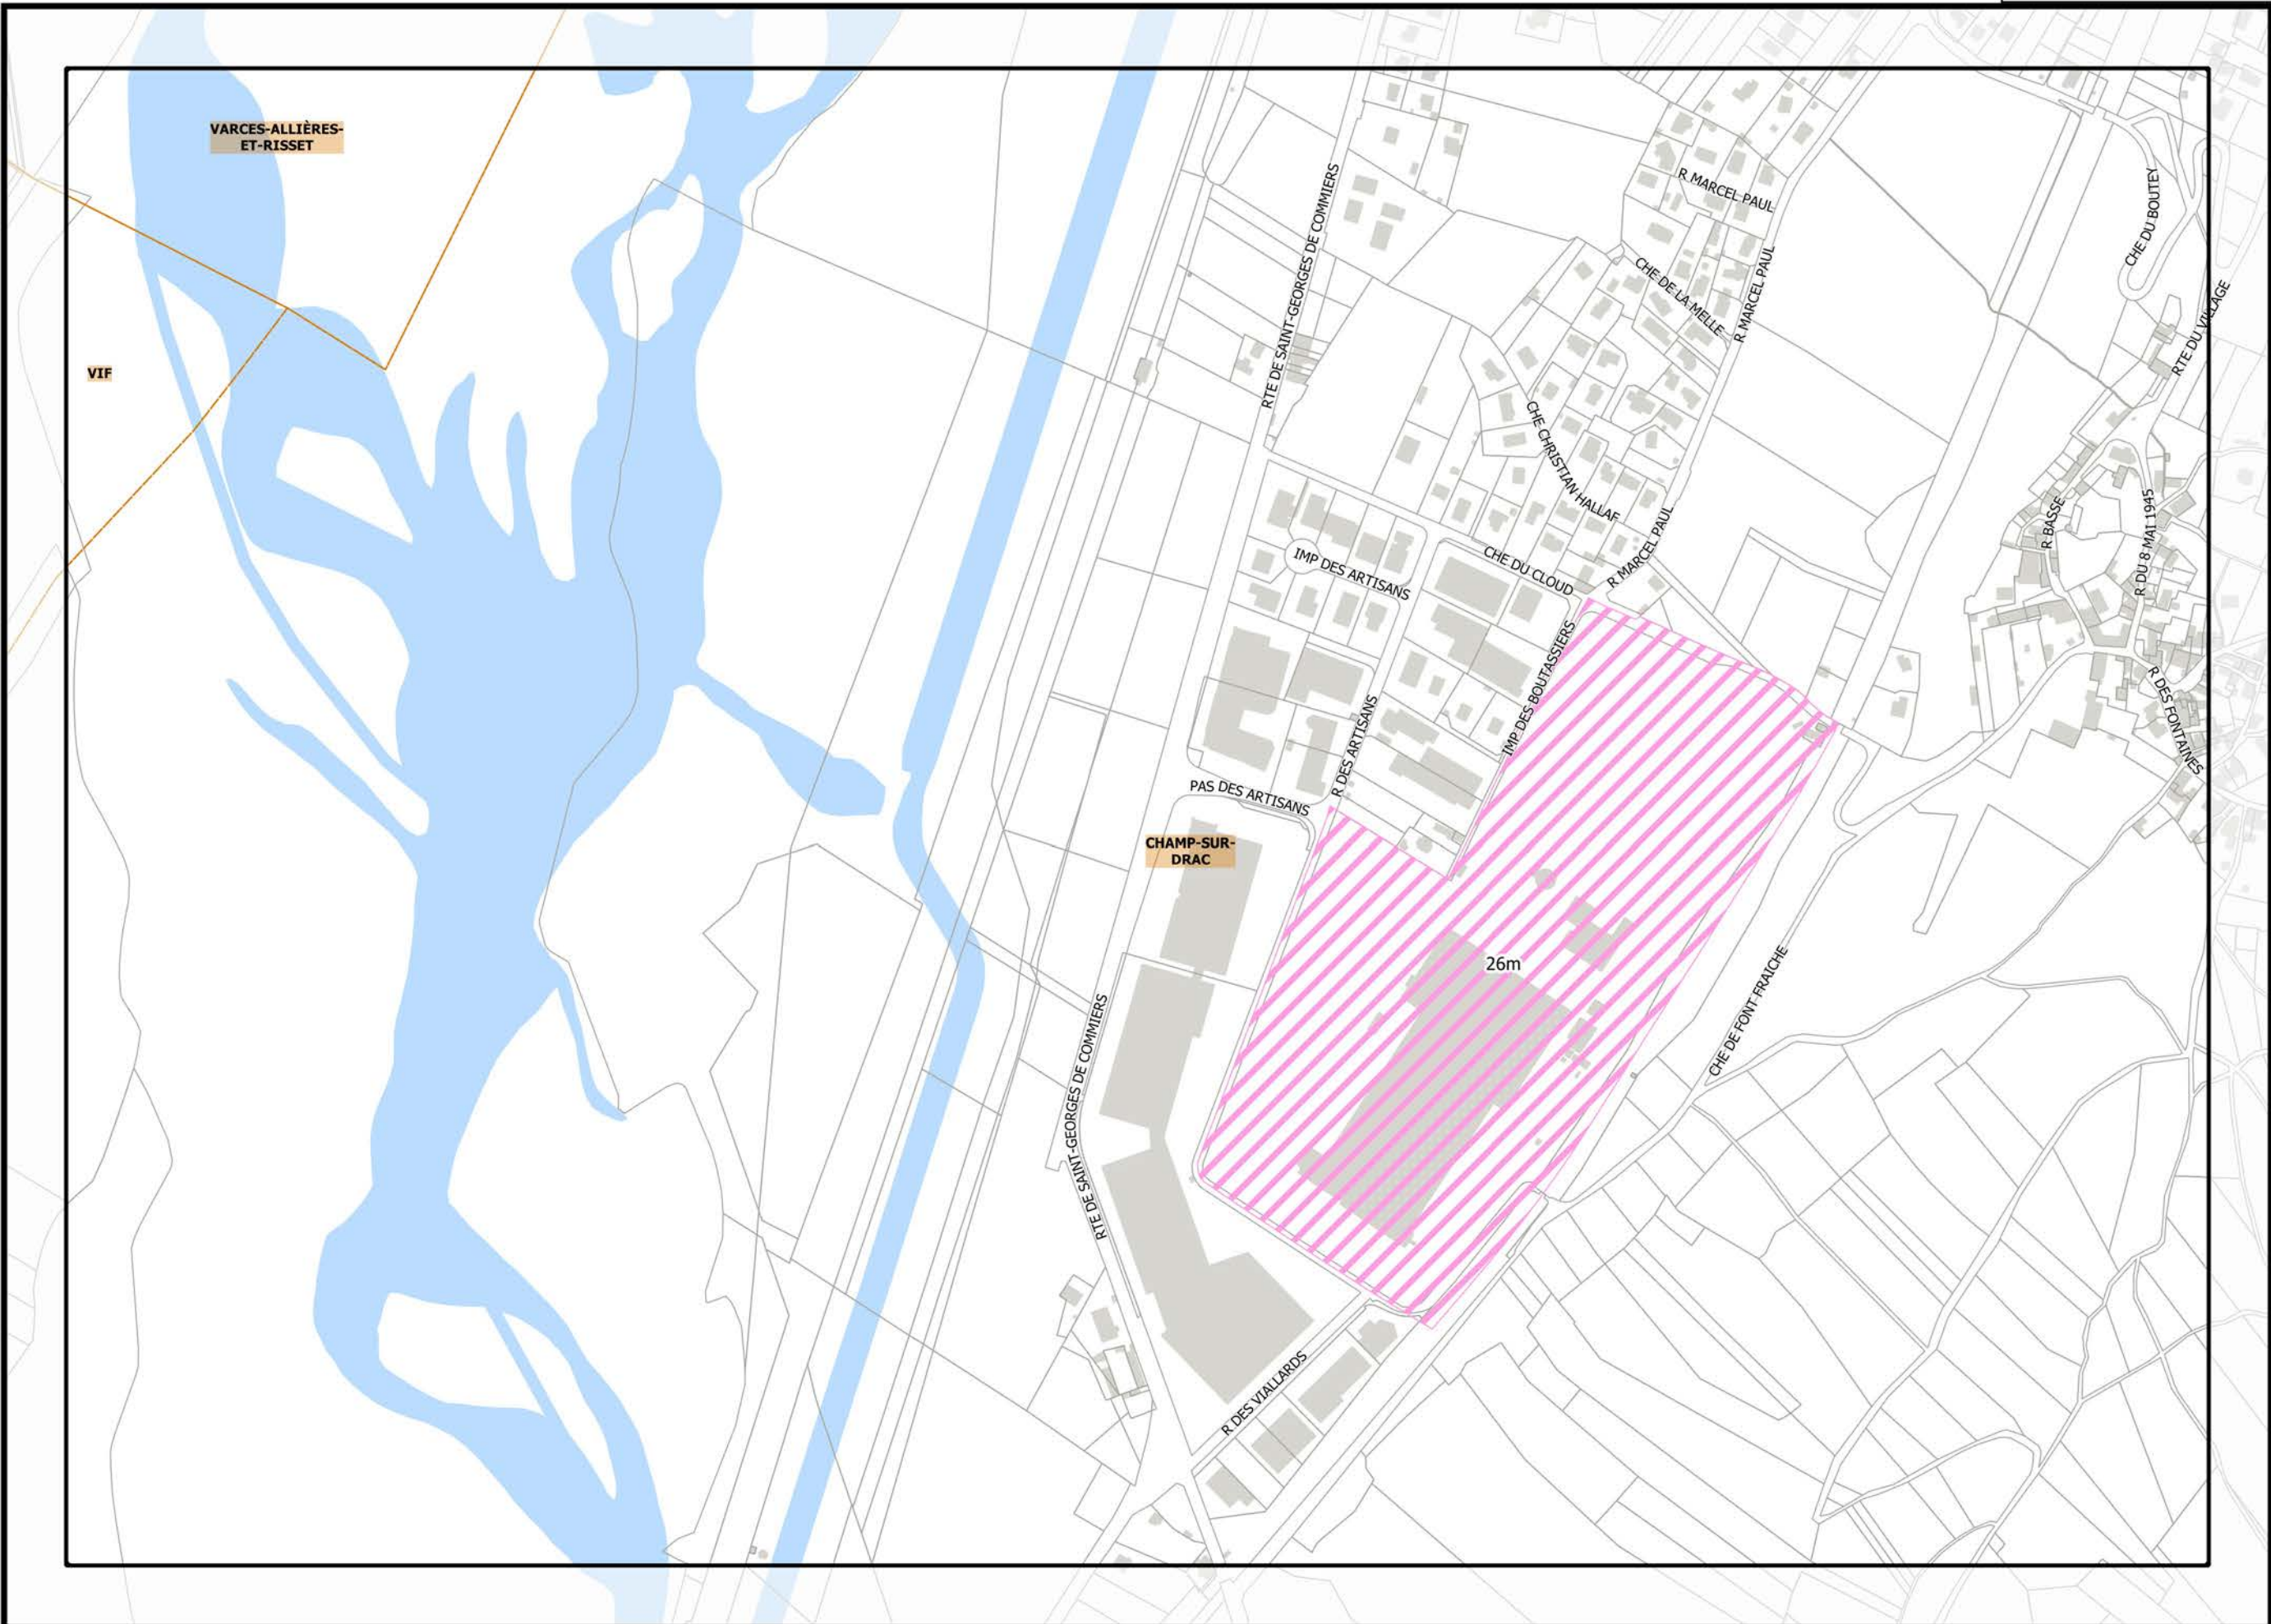 VARCES-ALLIÈRES-
ET-RISSET
VIF
RTE DE SAINT-GEORGES DE COMMIERS
R MARCEL PAUL
CHE DE LA MELLE
R MARCEL PAUL
CHE DU BOUTEY
RTE DU VILLAGE
CHE CHRISTIAN HALLAF
R MARCEL PAUL
R BASSE
R DU 8 MAI 1945
IMP DES ARTISANS
CHE DU CLOUD
IMP DES BOUTASSIERS
R DES FONTAINES
R DES ARTISANS
PAS DES ARTISANS
CHAMP-SUR-
DRAC
26m
CHE DE FONT FRAICHE
RTE DE SAINT-GEORGES DE COMMIERS
R DES VIALLARDS